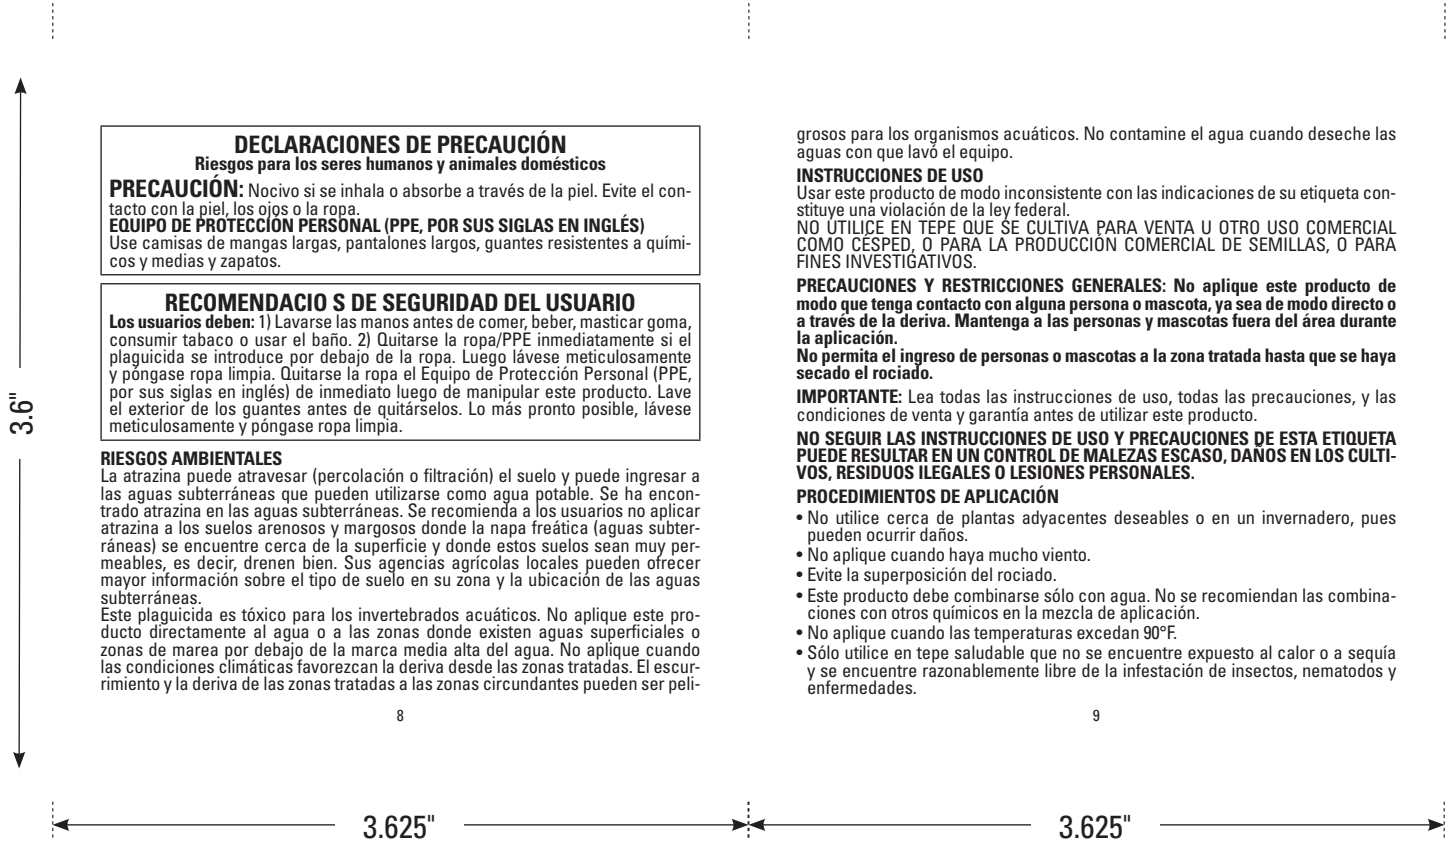 DECLARACIONES DE PRECAUCIÓN
Riesgos para los seres humanos y animales domésticos
PRECAUCIÓN: Nocivo si se inhala o absorbe a través de la piel. Evite el con-
tacto con la piel, los ojos o la ropa.
EQUIPO DE PROTECCIÓN PERSONAL (PPE, POR SUS SIGLAS EN INGLÉS)
Use camisas de mangas largas, pantalones largos, guantes resistentes a quími-
cos y medias y zapatos.
RECOMENDACIO S DE SEGURIDAD DEL USUARIO
Los usuarios deben: 1) Lavarse las manos antes de comer, beber, masticar goma,
consumir tabaco o usar el baño. 2) Quitarse la ropa/PPE inmediatamente si el
plaguicida se introduce por debajo de la ropa. Luego lávese meticulosamente
y póngase ropa limpia. Quitarse la ropa el Equipo de Protección Personal (PPE,
por sus siglas en inglés) de inmediato luego de manipular este producto. Lave
el exterior de los guantes antes de quitárselos. Lo más pronto posible, lávese
meticulosamente y póngase ropa limpia.
RIESGOS AMBIENTALES
La atrazina puede atravesar (percolación o filtración) el suelo y puede ingresar a
las aguas subterráneas que pueden utilizarse como agua potable. Se ha encon-
trado atrazina en las aguas subterráneas. Se recomienda a los usuarios no aplicar
atrazina a los suelos arenosos y margosos donde la napa freática (aguas subter-
ráneas) se encuentre cerca de la superficie y donde estos suelos sean muy per-
meables, es decir, drenen bien. Sus agencias agrícolas locales pueden ofrecer
mayor información sobre el tipo de suelo en su zona y la ubicación de las aguas
subterráneas.
Este plaguicida es tóxico para los invertebrados acuáticos. No aplique este pro-
ducto directamente al agua o a las zonas donde existen aguas superficiales o
zonas de marea por debajo de la marca media alta del agua. No aplique cuando
las condiciones climáticas favorezcan la deriva desde las zonas tratadas. El escur-
rimiento y la deriva de las zonas tratadas a las zonas circundantes pueden ser peli-
8
grosos para los organismos acuáticos. No contamine el agua cuando deseche las
aguas con que lavó el equipo.
INSTRUCCIONES DE USO
Usar este producto de modo inconsistente con las indicaciones de su etiqueta con-
stituye una violación de la ley federal.
NO UTILICE EN TEPE QUE SE CULTIVA PARA VENTA U OTRO USO COMERCIAL
COMO CÉSPED, O PARA LA PRODUCCIÓN COMERCIAL DE SEMILLAS, O PARA
FINES INVESTIGATIVOS.
PRECAUCIONES Y RESTRICCIONES GENERALES: No aplique este producto de
modo que tenga contacto con alguna persona o mascota, ya sea de modo directo o
a través de la deriva. Mantenga a las personas y mascotas fuera del área durante
la aplicación.
No permita el ingreso de personas o mascotas a la zona tratada hasta que se haya
secado el rociado.
IMPORTANTE: Lea todas las instrucciones de uso, todas las precauciones, y las
condiciones de venta y garantía antes de utilizar este producto.
NO SEGUIR LAS INSTRUCCIONES DE USO Y PRECAUCIONES DE ESTA ETIQUETA
PUEDE RESULTAR EN UN CONTROL DE MALEZAS ESCASO, DAÑOS EN LOS CULTI-
VOS, RESIDUOS ILEGALES O LESIONES PERSONALES.
PROCEDIMIENTOS DE APLICACIÓN
• No utilice cerca de plantas adyacentes deseables o en un invernadero, pues
pueden ocurrir daños.
• No aplique cuando haya mucho viento.
• Evite la superposición del rociado.
• Este producto debe combinarse sólo con agua. No se recomiendan las combina-
ciones con otros químicos en la mezcla de aplicación.
• No aplique cuando las temperaturas excedan 90°F.
• Sólo utilice en tepe saludable que no se encuentre expuesto al calor o a sequía
y se encuentre razonablemente libre de la infestación de insectos, nematodos y
enfermedades.
9
3.6"
3.625"
3.625"